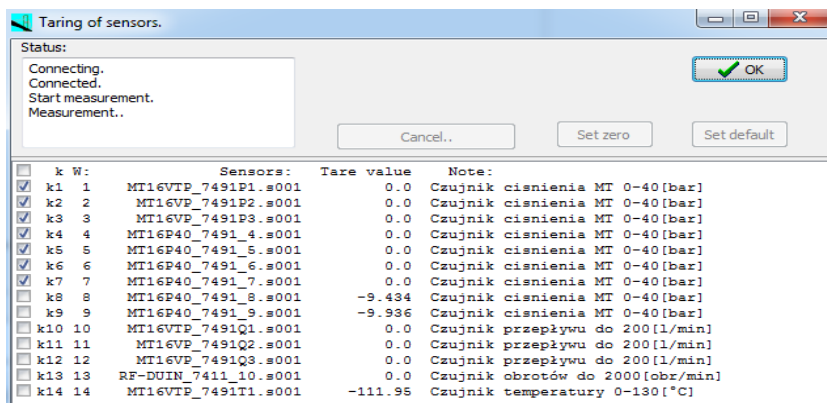 Taring of sensors.
Status:
Connecting.
Connected.
Start measurement.
Measurement..
OK
Cancel..
Set zero
Set default
k W: Sensors: Tare value Note:
k1 1 MT16VTP_7491P1.s001 0.0 Czujnik cisnienia MT 0-40[bar]
k2 2 MT16VP_7491P2.s001 0.0 Czujnik cisnienia MT 0-40[bar]
k3 3 MT16VP_7491P3.s001 0.0 Czujnik cisnienia MT 0-40[bar]
k4 4 MT16P40_7491_4.s001 0.0 Czujnik cisnienia MT 0-40[bar]
k5 5 MT16P40_7491_5.s001 0.0 Czujnik cisnienia MT 0-40[bar]
k6 6 MT16P40_7491_6.s001 0.0 Czujnik cisnienia MT 0-40[bar]
k7 7 MT16P40_7491_7.s001 0.0 Czujnik cisnienia MT 0-40[bar]
k8 8 MT16P40_7491_8.s001 -9.434 Czujnik cisnienia MT 0-40[bar]
k9 9 MT16P40_7491_9.s001 -9.936 Czujnik cisnienia MT 0-40[bar]
k10 10 MT16VTP_7491Q1.s001 0.0 Czujnik przepływu do 200[l/min]
k11 11 MT16VP_7491Q2.s001 0.0 Czujnik przepływu do 200[l/min]
k12 12 MT16VP_7491Q3.s001 0.0 Czujnik przepływu do 200[l/min]
k13 13 RF-DUIN_7411_10.s001 0.0 Czujnik obrotów do 2000[obr/min]
k14 14 MT16VTP_7491T1.s001 -111.95 Czujnik temperatury 0-130[°C]